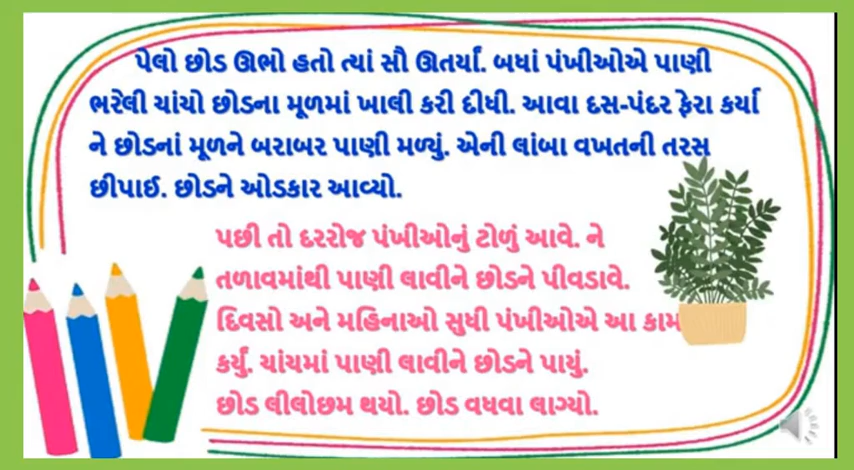 પેલો છોડ ઊભો હતો ત્યાં સૌ ઊતર્યાં. બધાં પંખીઓએ પાણી
ભરેલી ચાંચો છોડના મૂળમાં ખાલી કરી દીધી. આવા દસ-પંદર ફેરા કર્યા
ને છોડનાં મૂળને બરાબર પાણી મળ્યું. એની લાંબા વખતની તરસ
છીપાઈ. છોડને ઓડકાર આવ્યો.
પછી તો દરરોજ પંખીઓનું ટોળું આવે. ને
તળાવમાંથી પાણી લાવીને છોડને પીવડાવે.
દિવસો અને મહિનાઓ સુધી પંખીઓએ આ કામ
કર્યું. ચાંચમાં પાણી લાવીને છોડને પાયું.
છોડ લીલોછમ થયો. છોડ વધવા લાગ્યો.